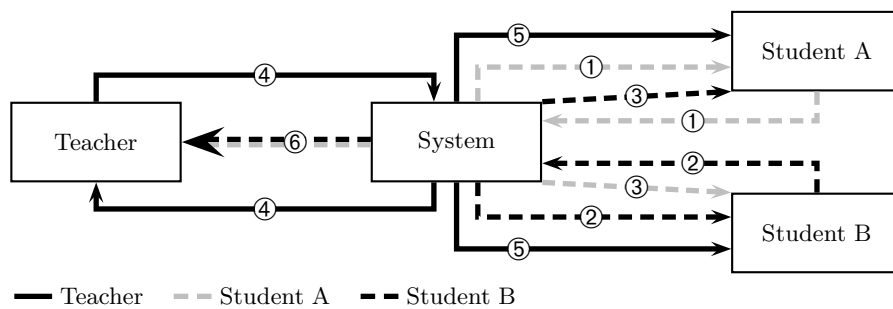 ⑤
Student A
①
④
③
①
Teacher
⑥
System
②
③
④
②
Student B
⑤
Teacher
Student A
Student B